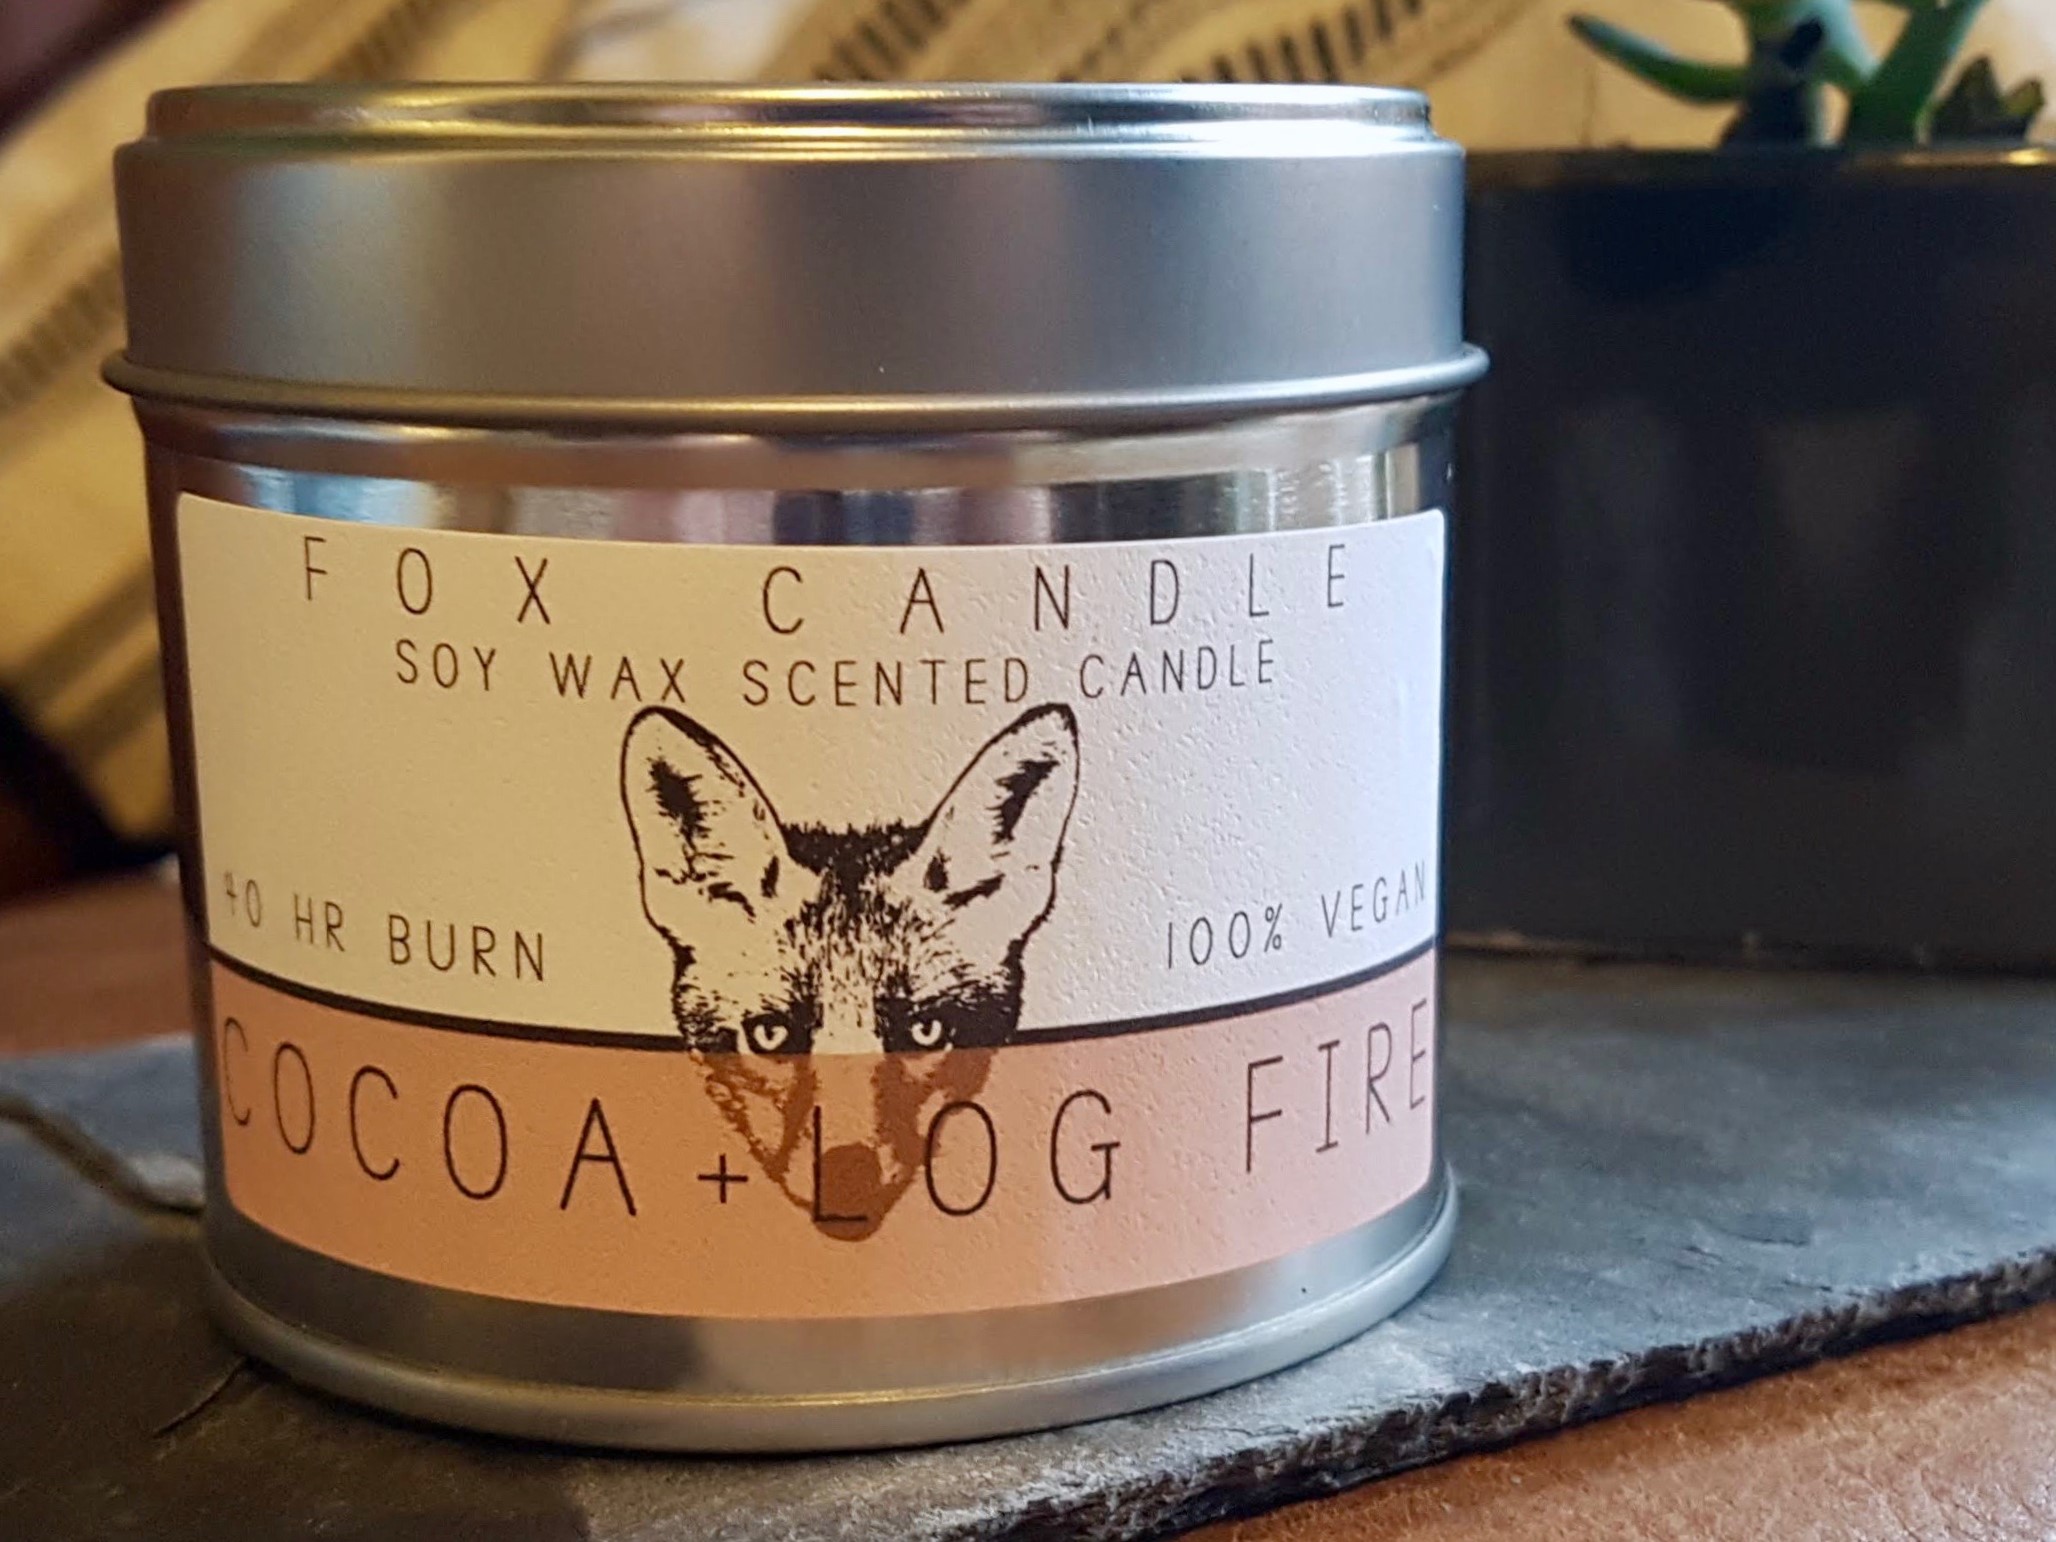 FOX CANDLE
SOY WAX SCENTED CANDLE
40 HR BURN
100% VEGAN
COCOA + LOG FIRE